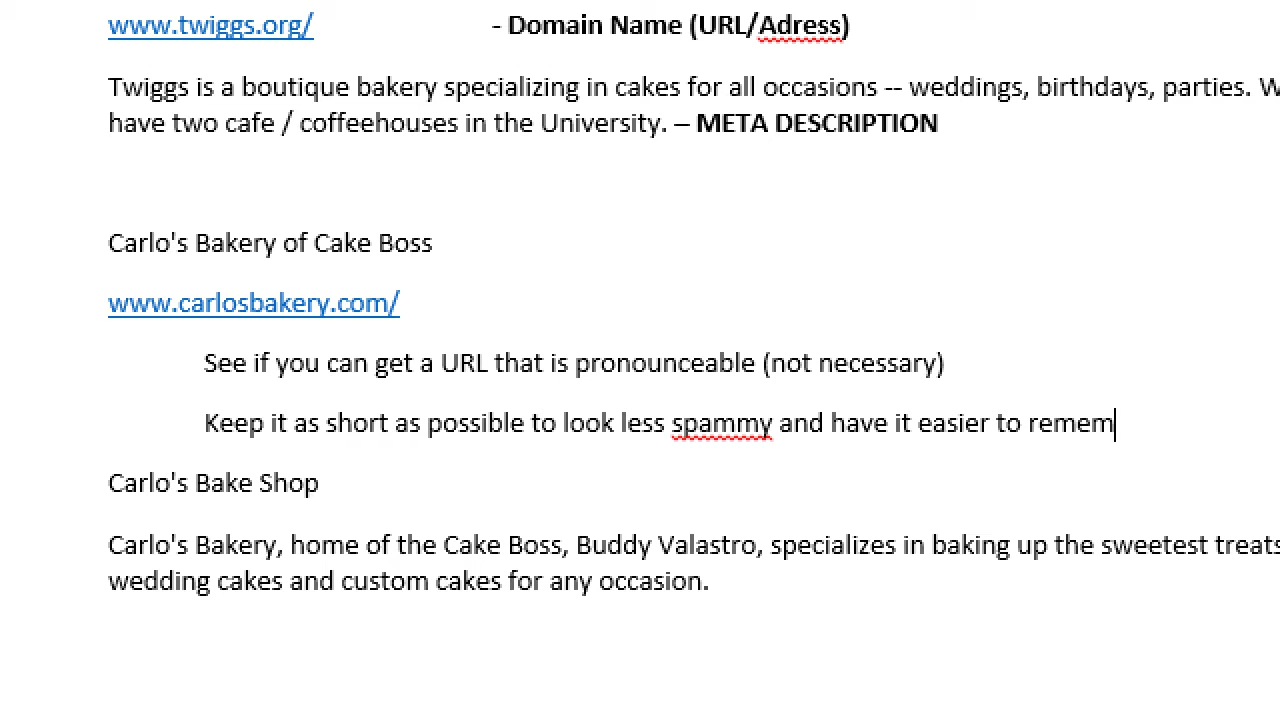 www.twiggs.org/ - Domain Name (URL/Adress)
Twiggs is a boutique bakery specializing in cakes for all occasions -- weddings, birthdays, parties.
have two cafe / coffeehouses in the University. – META DESCRIPTION
Carlo's Bakery of Cake Boss
www.carlosbakery.com/
See if you can get a URL that is pronounceable (not necessary)
Keep it as short as possible to look less spammy and have it easier to remem
Carlo's Bake Shop
Carlo's Bakery, home of the Cake Boss, Buddy Valastro, specializes in baking up the sweetest treats
wedding cakes and custom cakes for any occasion.